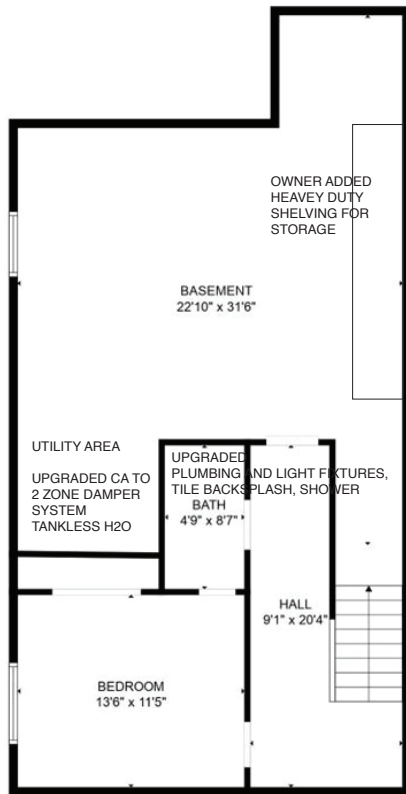 OWNER ADDED
HEAVEY DUTY
SHELVING FOR
STORAGE
BASEMENT
22'10" x 31'6"
UTILITY AREA
UPGRADED CA TO
2 ZONE DAMPER
SYSTEM
TANKLESS H2O
UPGRADED
PLUMBING AND LIGHT FIXTURES,
TILE BACKSPLASH, SHOWER
BATH
4'9" x 8'7"
HALL
9'1" x 20'4"
BEDROOM
13'6" x 11'5"